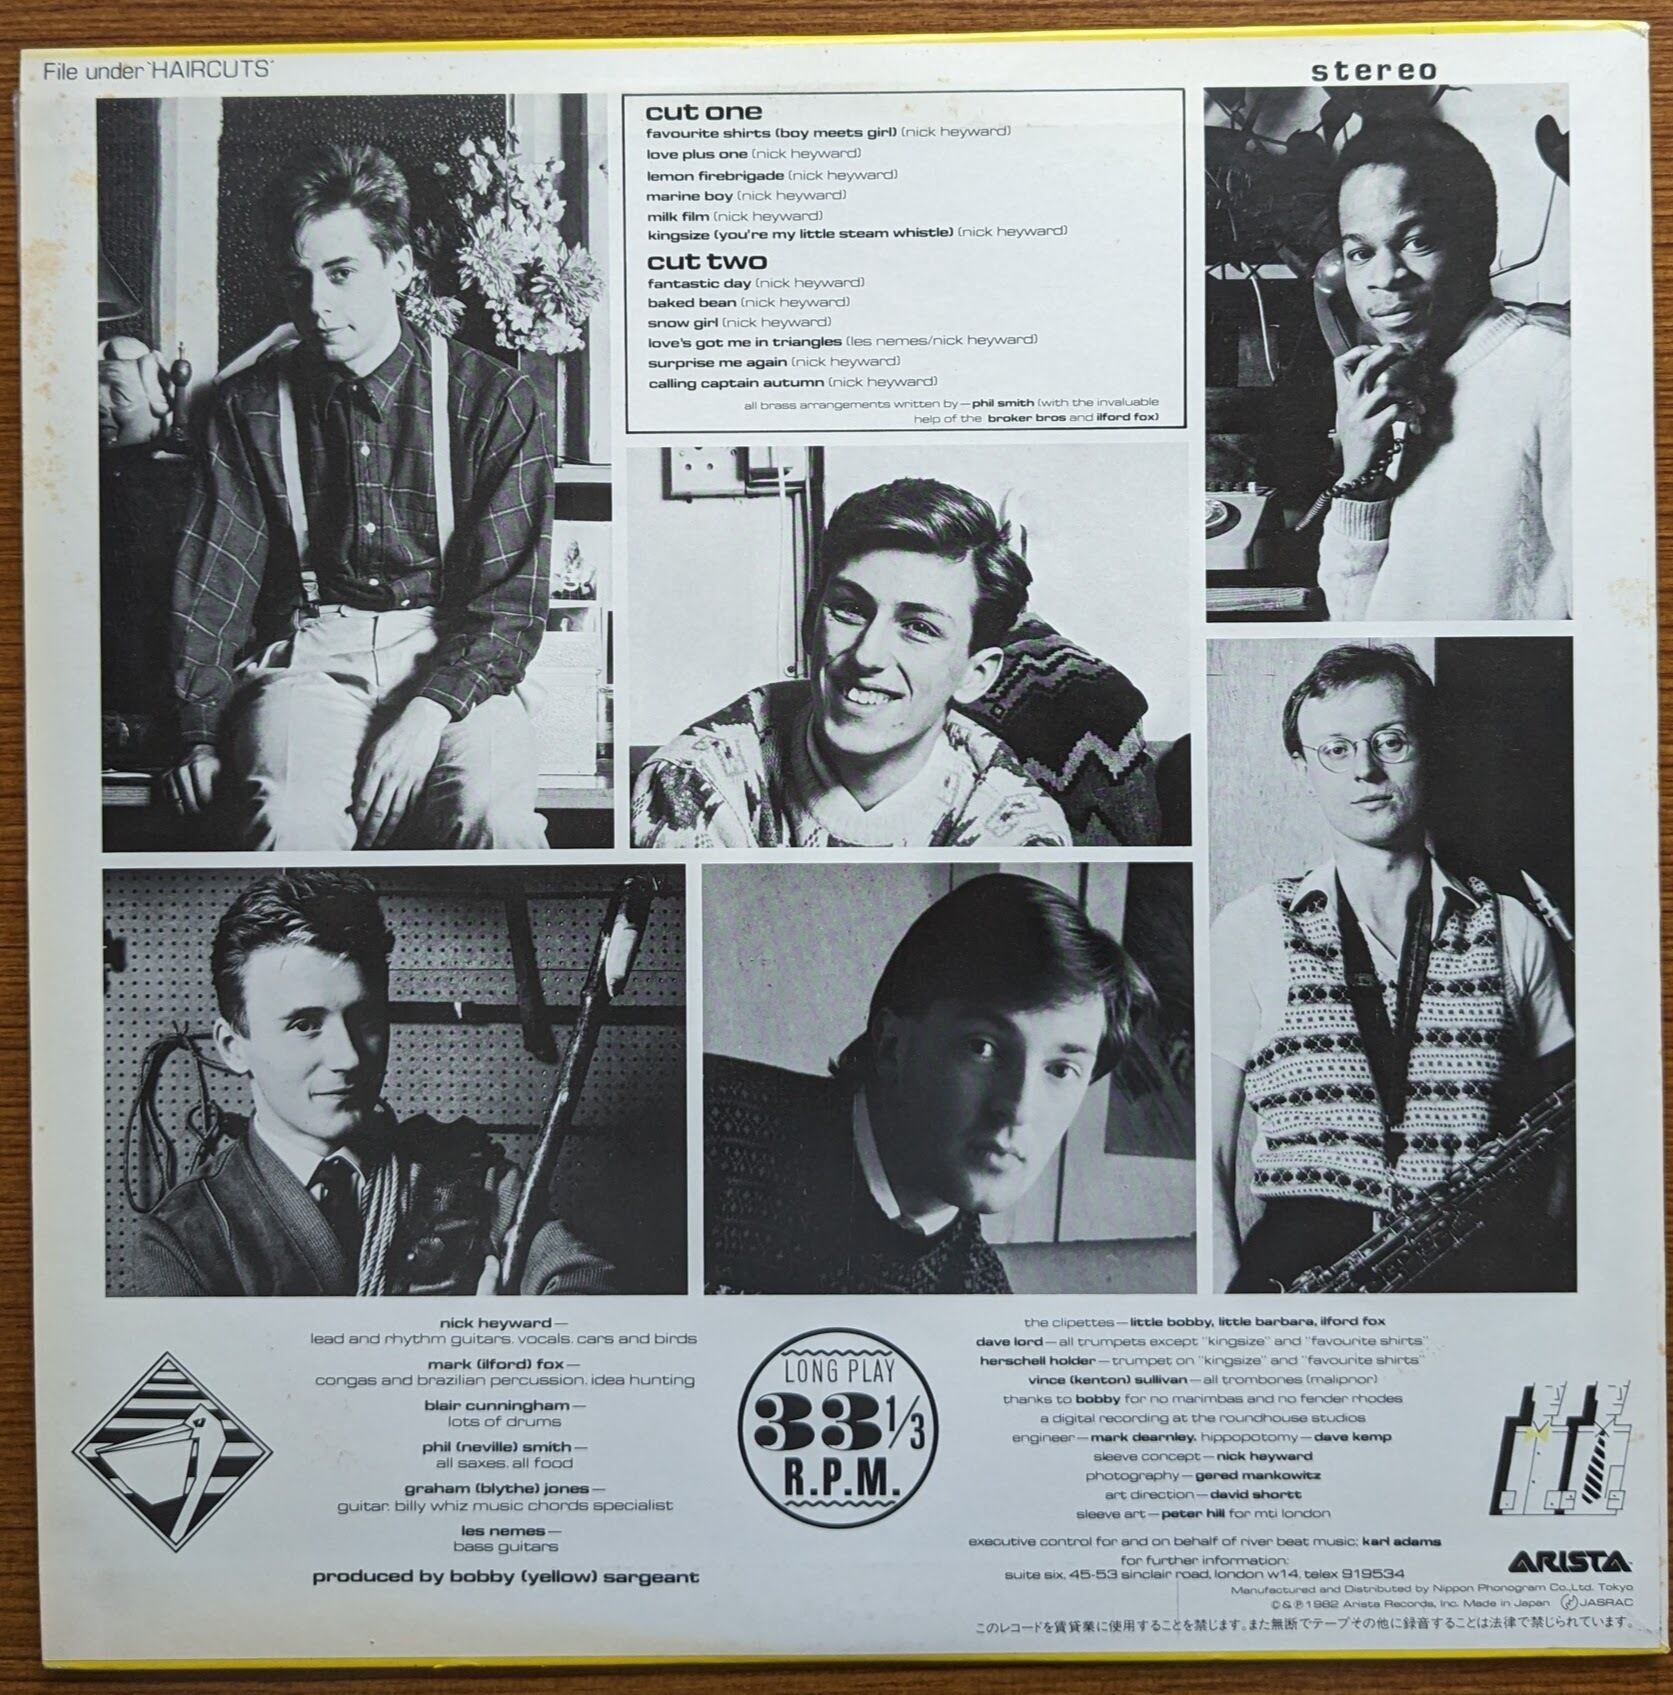 File under 'HAIRCUTS'
stereo
cut one
favourite shirts (boy meets girl) (nick heyward)
love plus one (nick heyward)
lemon firebrigade (nick heyward)
marine boy (nick heyward)
milk film (nick heyward)
kingsize (you're my little steam whistle) (nick heyward)
cut two
fantastic day (nick heyward)
baked bean (nick heyward)
snow girl (nick heyward)
love's got me in triangles (les nemes/nick heyward)
surprise me again (nick heyward)
calling captain autumn (nick heyward)
all brass arrangements written by—phil smith (with the invaluable
help of the broker bros and ilford fox)
nick heyward—
lead and rhythm guitars. vocals. cars and birds
mark (ilford) fox—
congas and brazilian percussion. idea hunting
blair cunningham—
lots of drums
phil (neville) smith—
all saxes. all food
graham (blythe) jones—
guitar. billy whiz music chords specialist
les nemes—
bass guitars
produced by bobby (yellow) sargeant
LONG PLAY
33 1/3
R.P.M.
the clipettes—little bobby, little barbara, ilford fox
dave lord—all trumpets except "kingsize" and "favourite shirts"
herschell holder—trumpet on "kingsize" and "favourite shirts"
vince (kenton) sullivan—all trombones (malipnor)
thanks to bobby for no marimbas and no fender rhodes
a digital recording at the roundhouse studios
engineer—mark dearnley. hippopotomy—dave kemp
sleeve concept—nick heyward
photography—gered mankowitz
art direction—david shortt
sleeve art—peter hill for mti london
executive control for and on behalf of river beat music; karl adams
for further information:
suite six, 45-53 sinclair road, london w14. telex 919534
ARISTA
Manufactured and Distributed by Nippon Phonogram Co.,Ltd. Tokyo
©&℗1982 Arista Records, Inc. Made in Japan JASRAC
このレコードを賃貸業に使用することを禁じます。また無断でテープその他に録音することは法律で禁じられています。